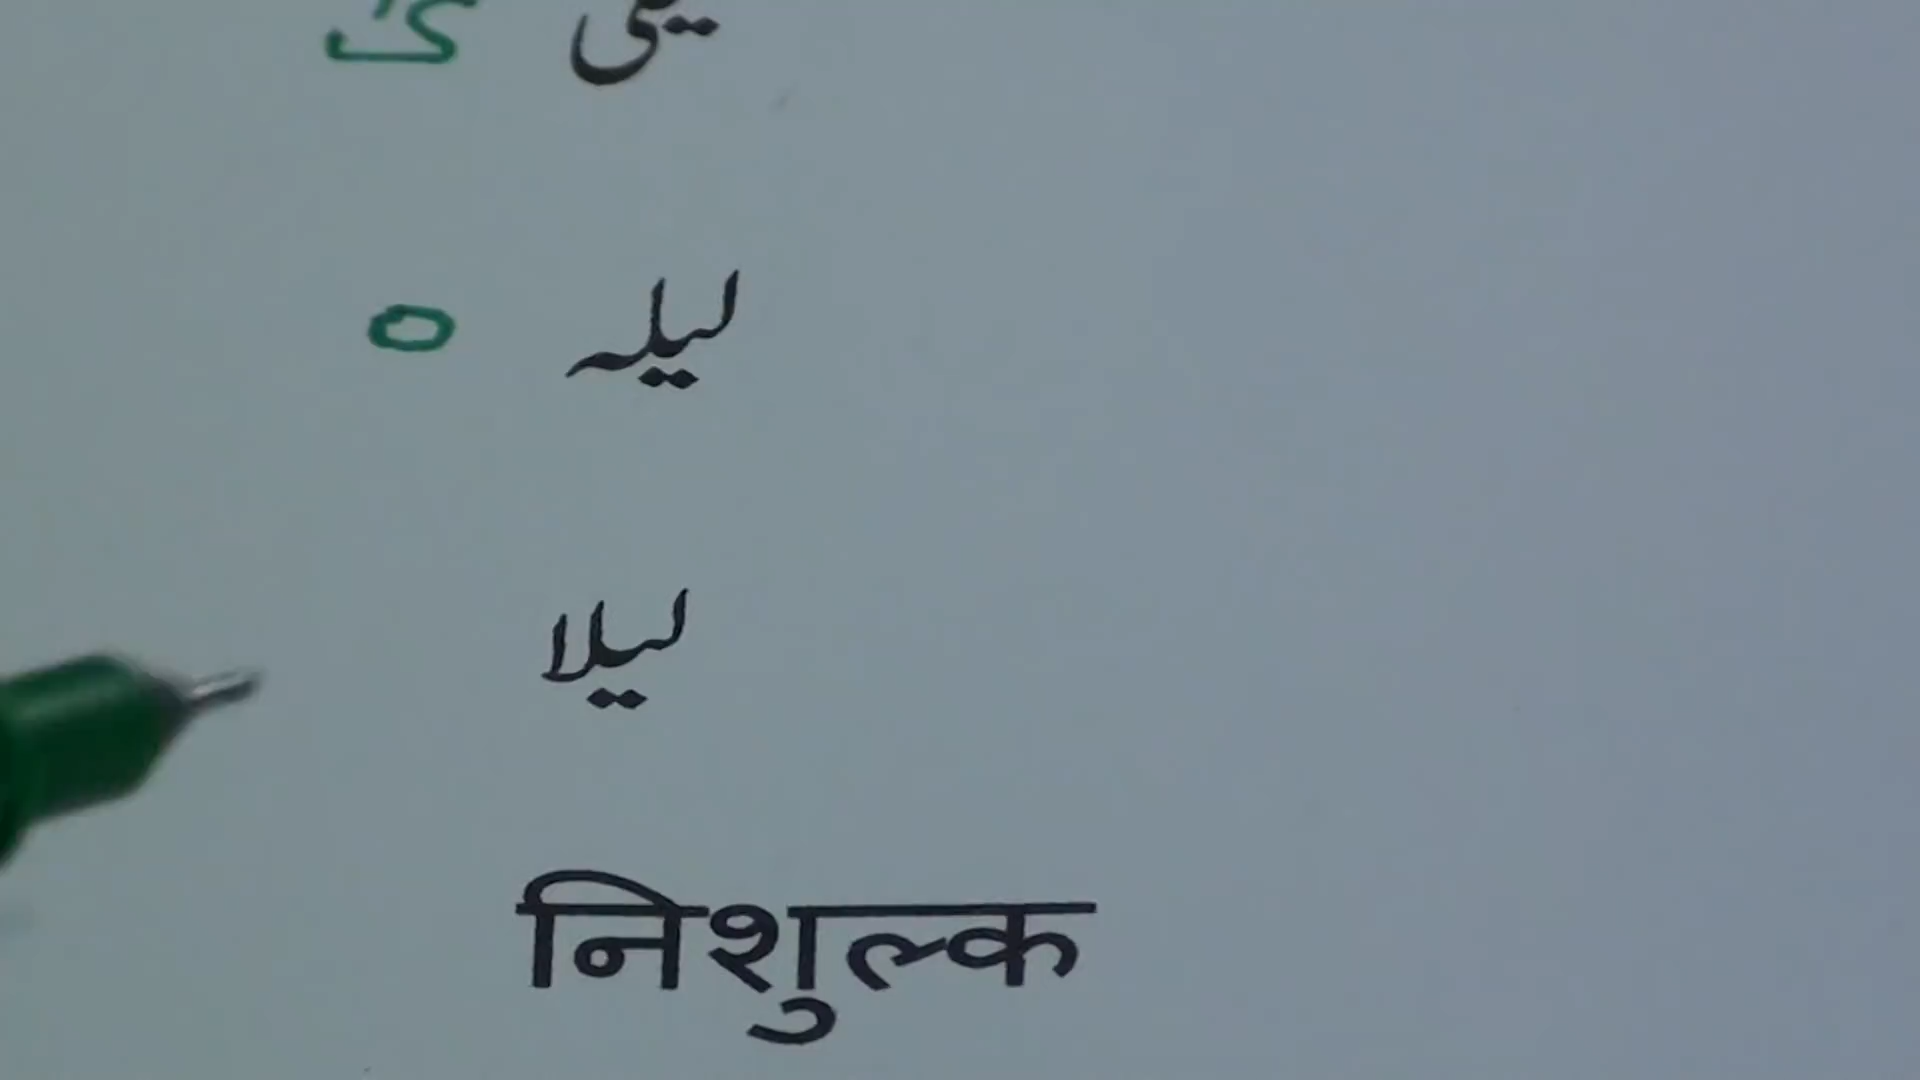 لیلہ ہ
لیلا
निशुल्क